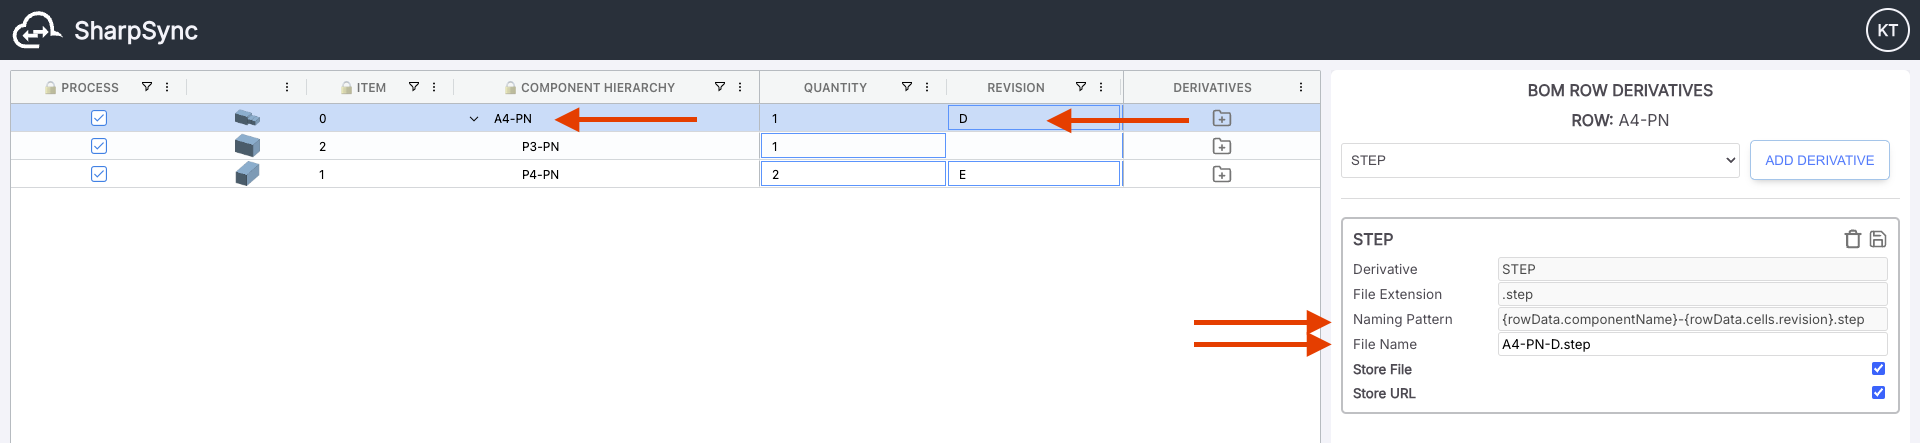 SharpSync
KT
PROCESS ITEM COMPONENT HIERARCHY QUANTITY REVISION DERIVATIVES
0 A4-PN 1 D
2 P3-PN 1
1 P4-PN 2 E
BOM ROW DERIVATIVES
ROW: A4-PN
STEP ADD DERIVATIVE
STEP
Derivative STEP
File Extension .step
Naming Pattern {rowData.componentName}-{rowData.cells.revision}.step
File Name A4-PN-D.step
Store File
Store URL